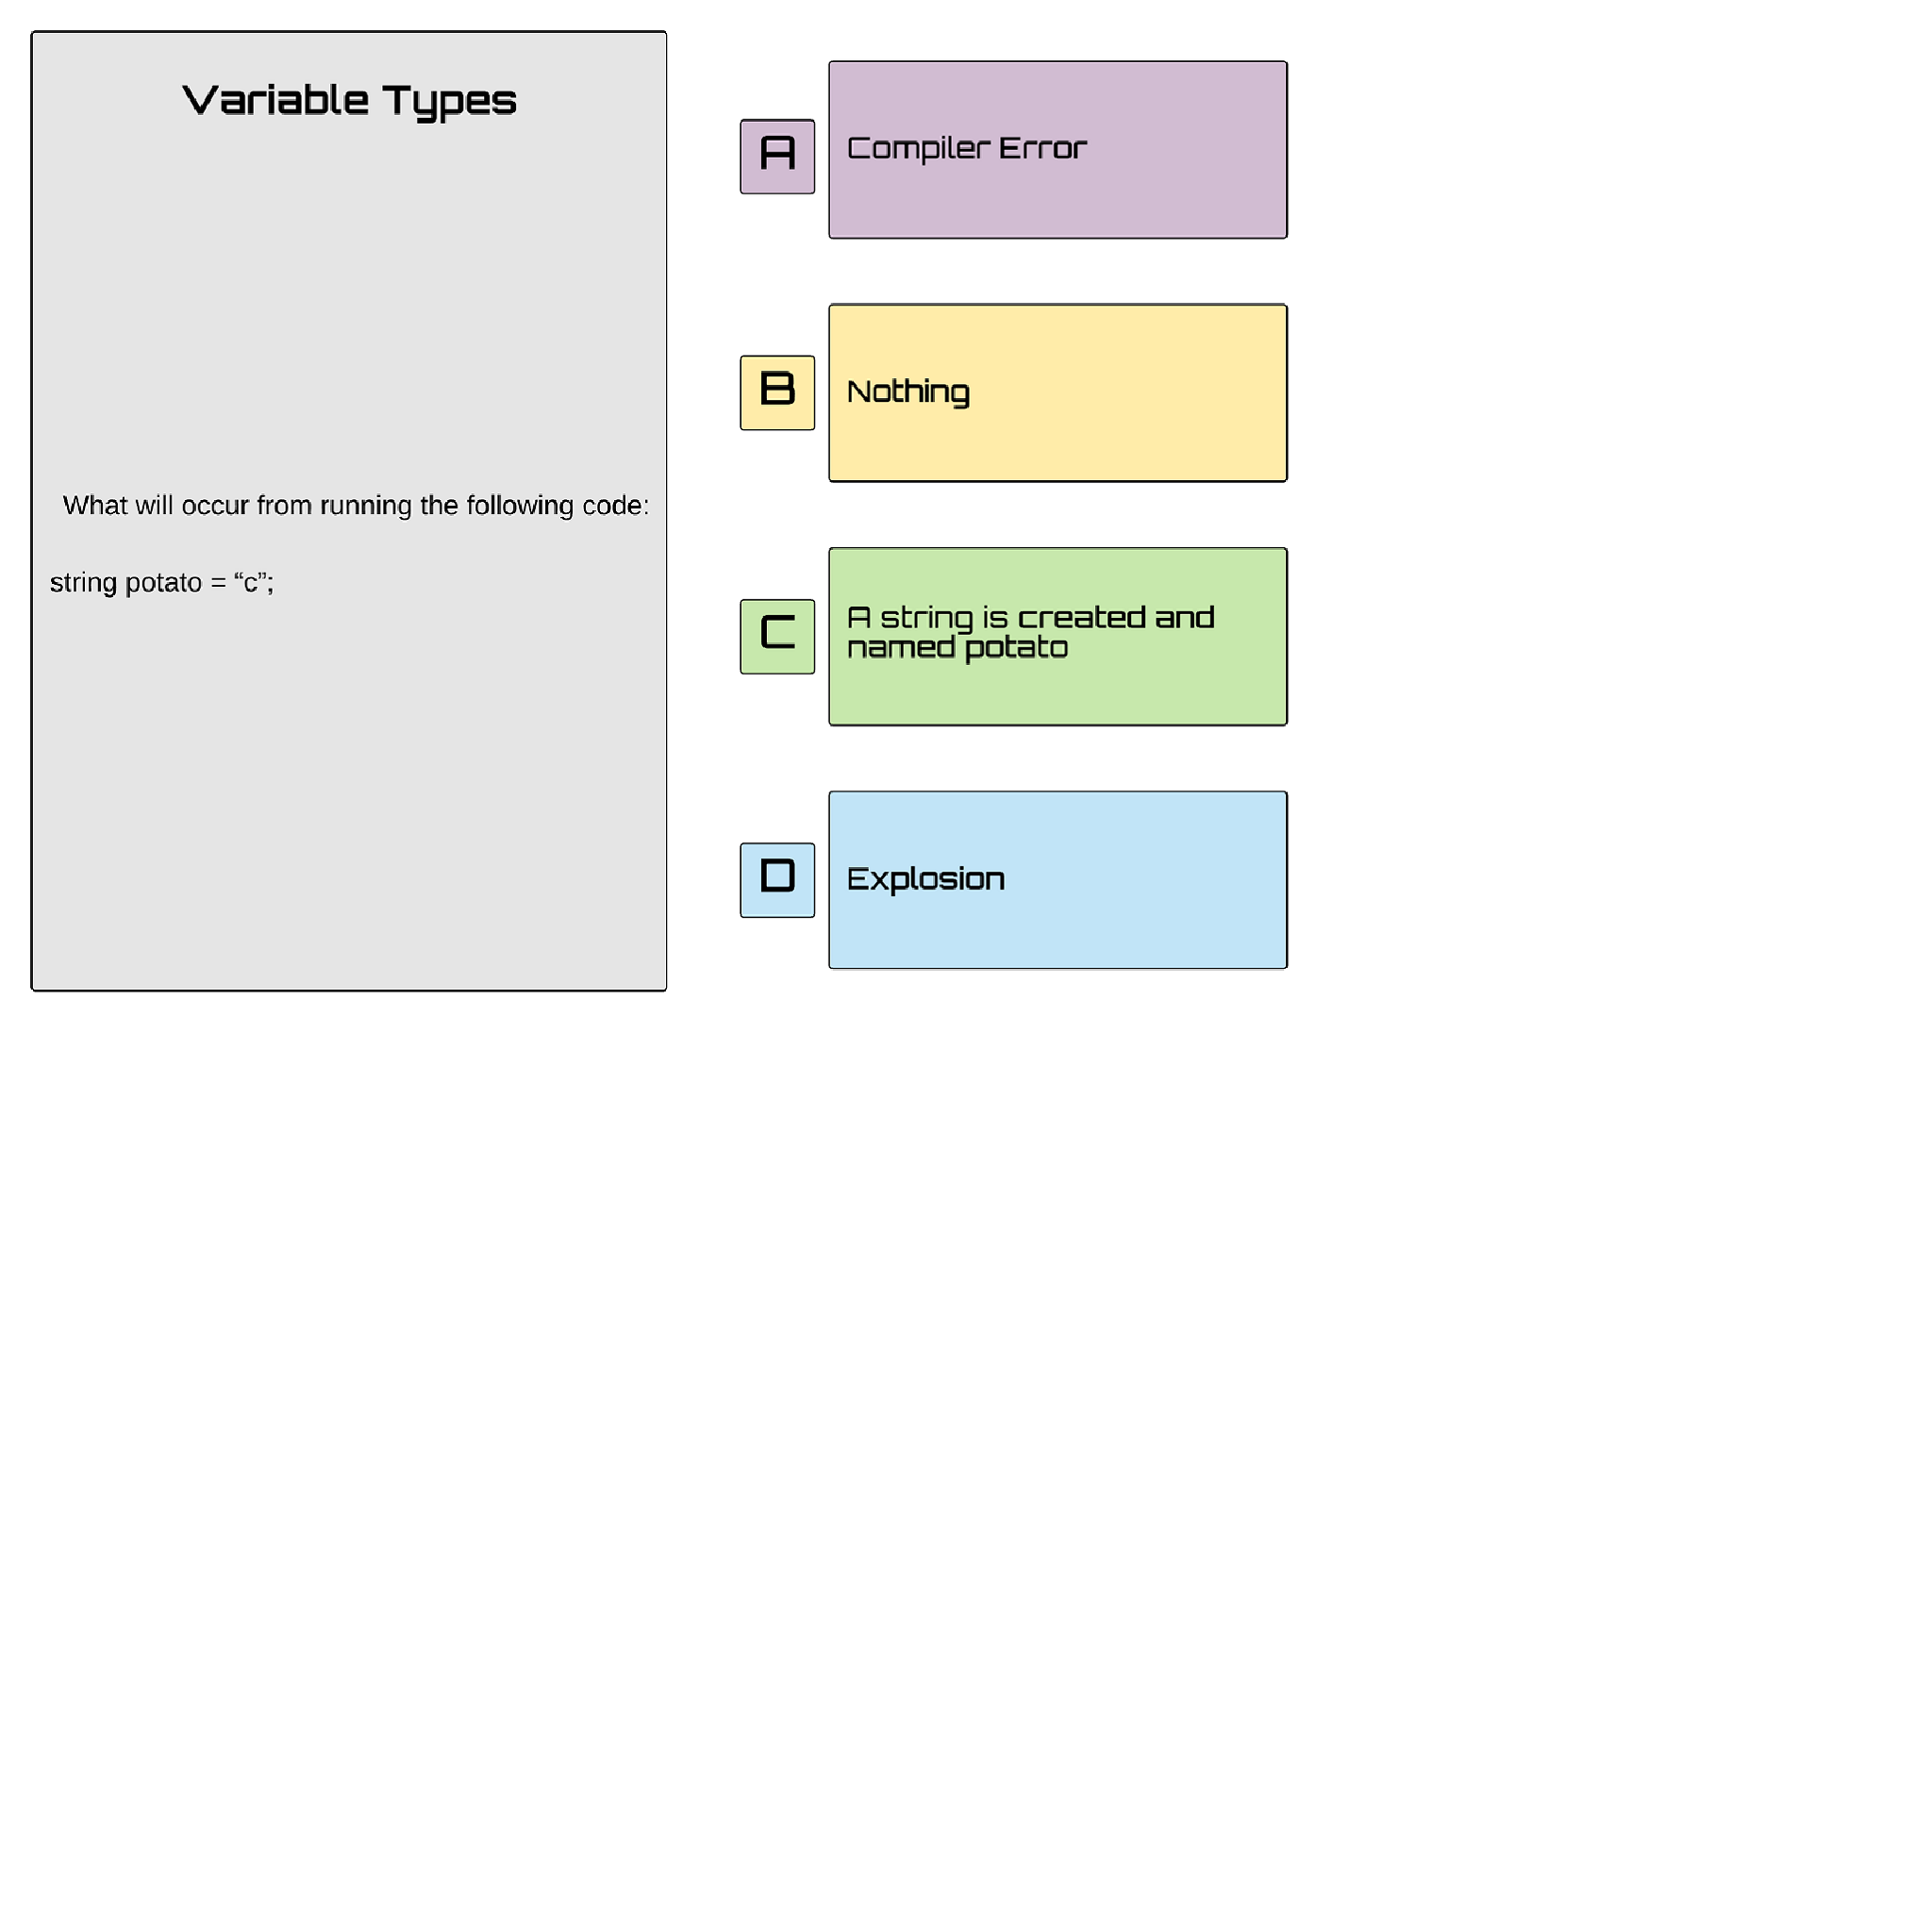 Variable Types
What will occur from running the following code:
string potato = “c”;
A
Compiler Error
B
Nothing
C
A string is created and
named potato
D
Explosion